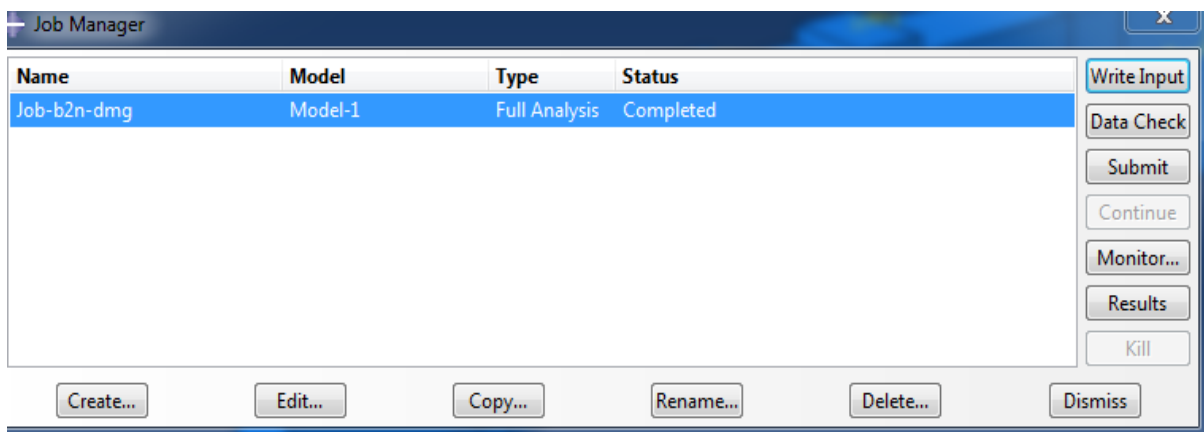 Job Manager
X
Name Model Type Status Write Input
Job-b2n-dmg Model-1 Full Analysis Completed
Data Check
Submit
Continue
Monitor...
Results
Kill
Create... Edit... Copy... Rename... Delete... Dismiss